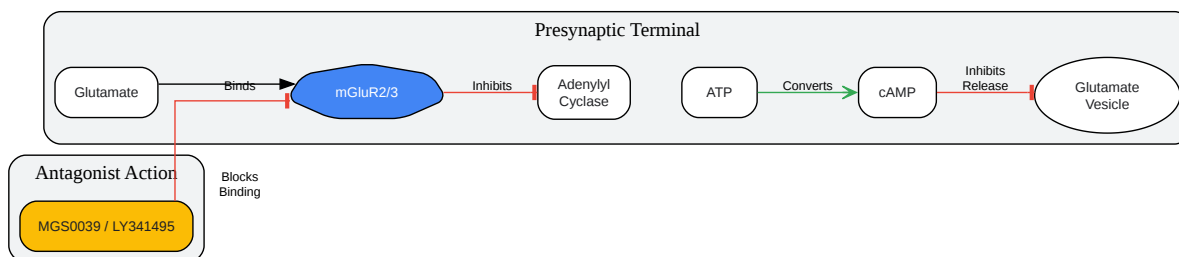 Presynaptic Terminal
Glutamate
Binds
mGluR2/3
Inhibits
Adenylyl
Cyclase
ATP
Converts
cAMP
Inhibits
Release
Glutamate
Vesicle
Antagonist Action
Blocks
Binding
MGS0039 / LY341495